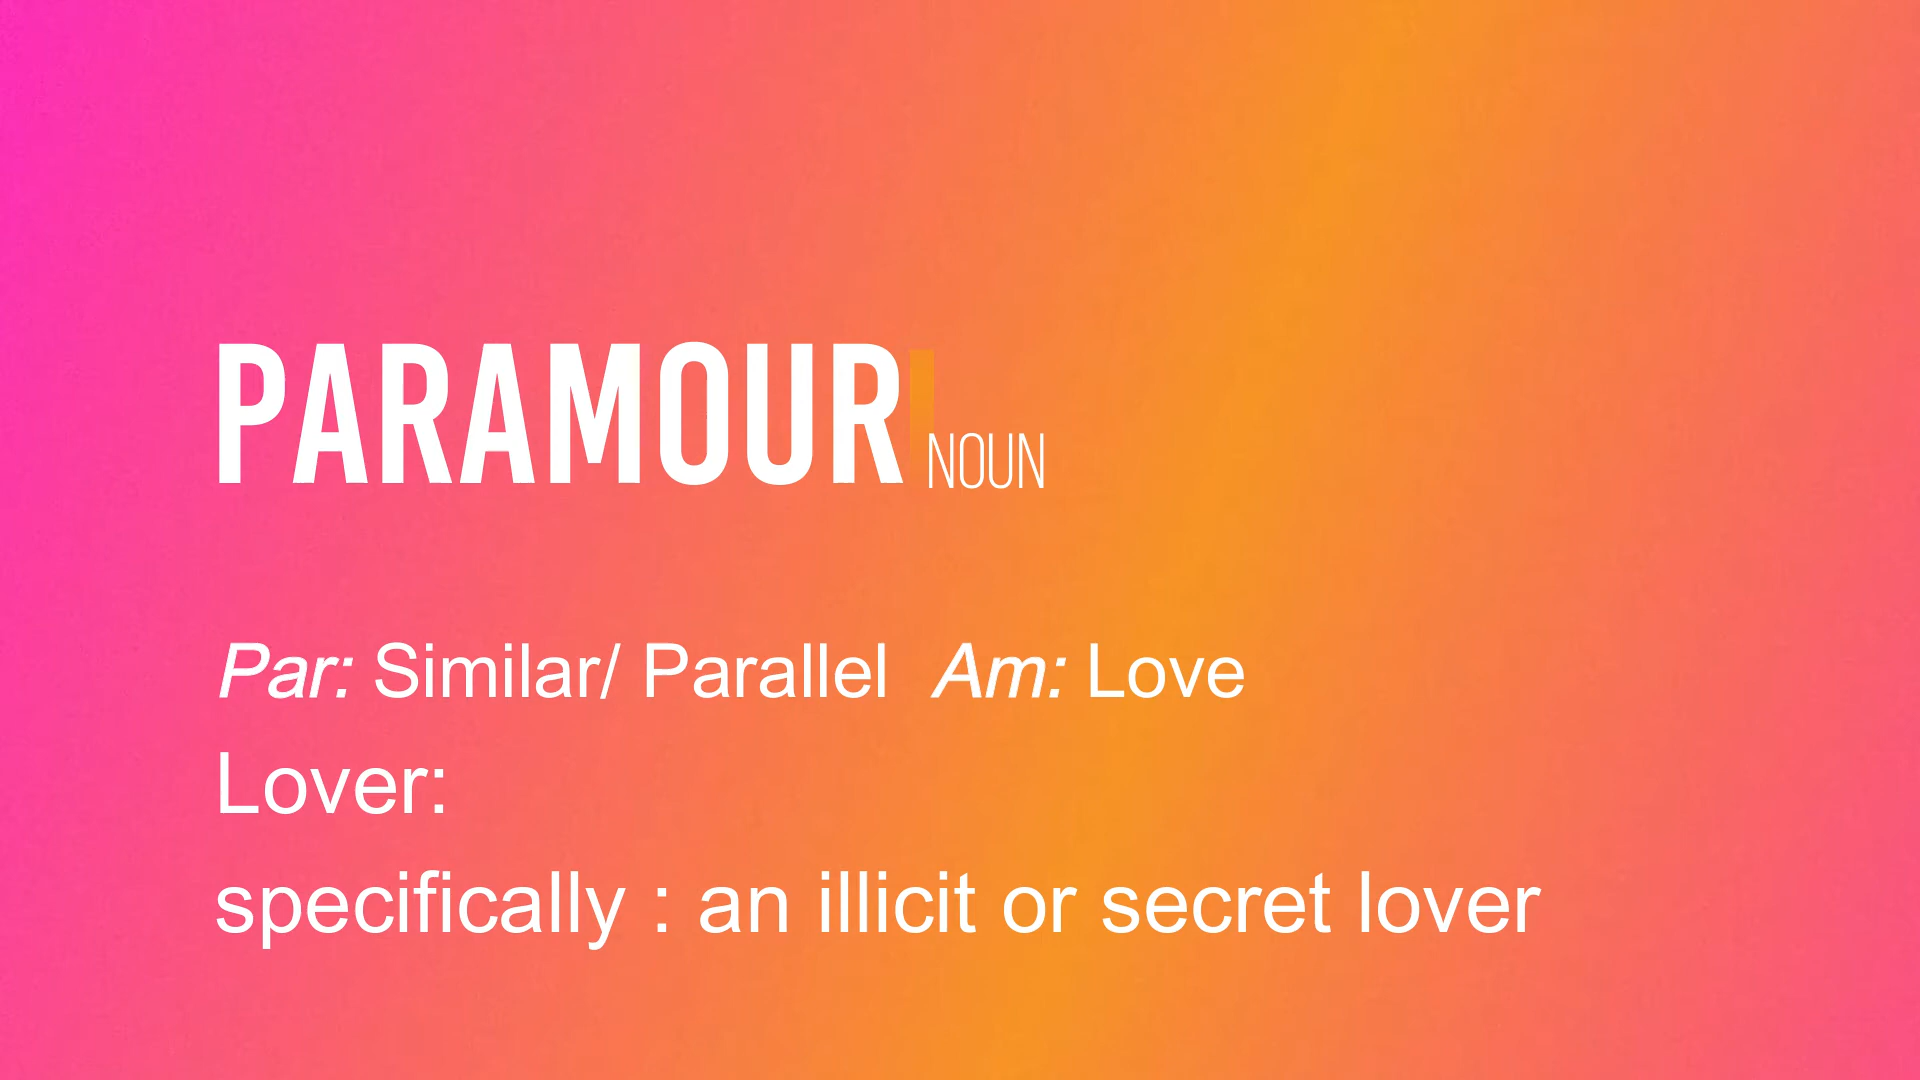 PARAMOUR NOUN
Par: Similar/ Parallel Am: Love
Lover:
specifically : an illicit or secret lover